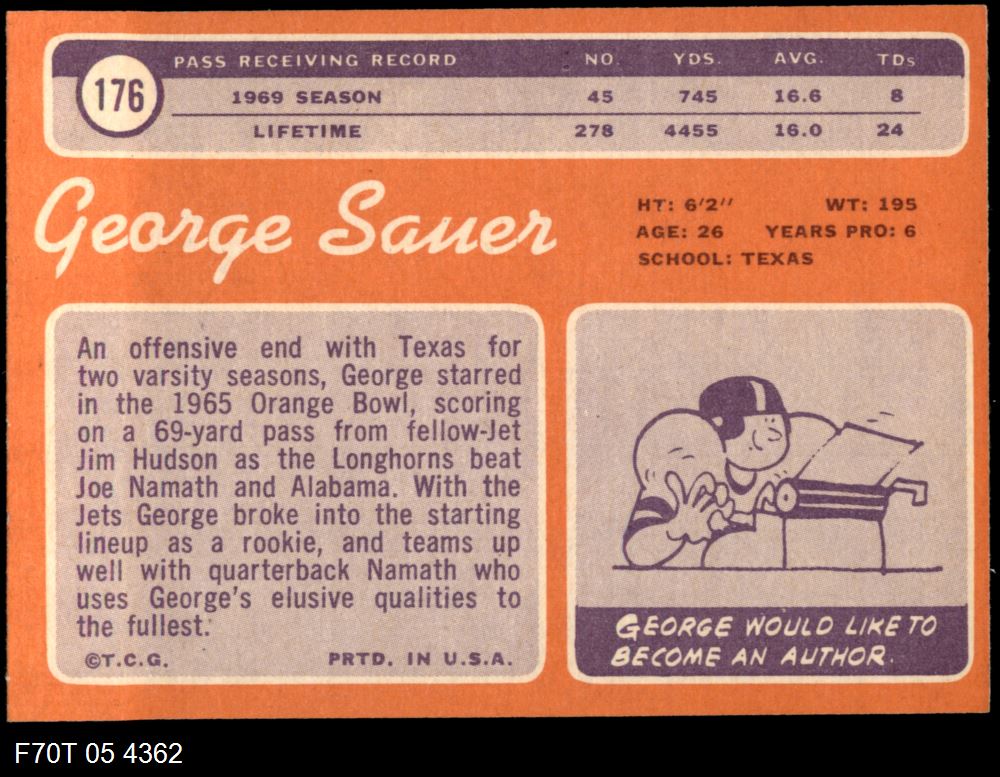 176
PASS RECEIVING RECORD NO. YDS. AVG. TDs
1969 SEASON 45 745 16.6 8
LIFETIME 278 4455 16.0 24
George Sauer
HT: 6'2" WT: 195
AGE: 26 YEARS PRO: 6
SCHOOL: TEXAS
An offensive end with Texas for
two varsity seasons, George starred
in the 1965 Orange Bowl, scoring
on a 69-yard pass from fellow-Jet
Jim Hudson as the Longhorns beat
Joe Namath and Alabama. With the
Jets George broke into the starting
lineup as a rookie, and teams up
well with quarterback Namath who
uses George's elusive qualities to
the fullest.
©T.C.G. PRTD. IN U.S.A.
GEORGE WOULD LIKE TO
BECOME AN AUTHOR.
F70T 05 4362